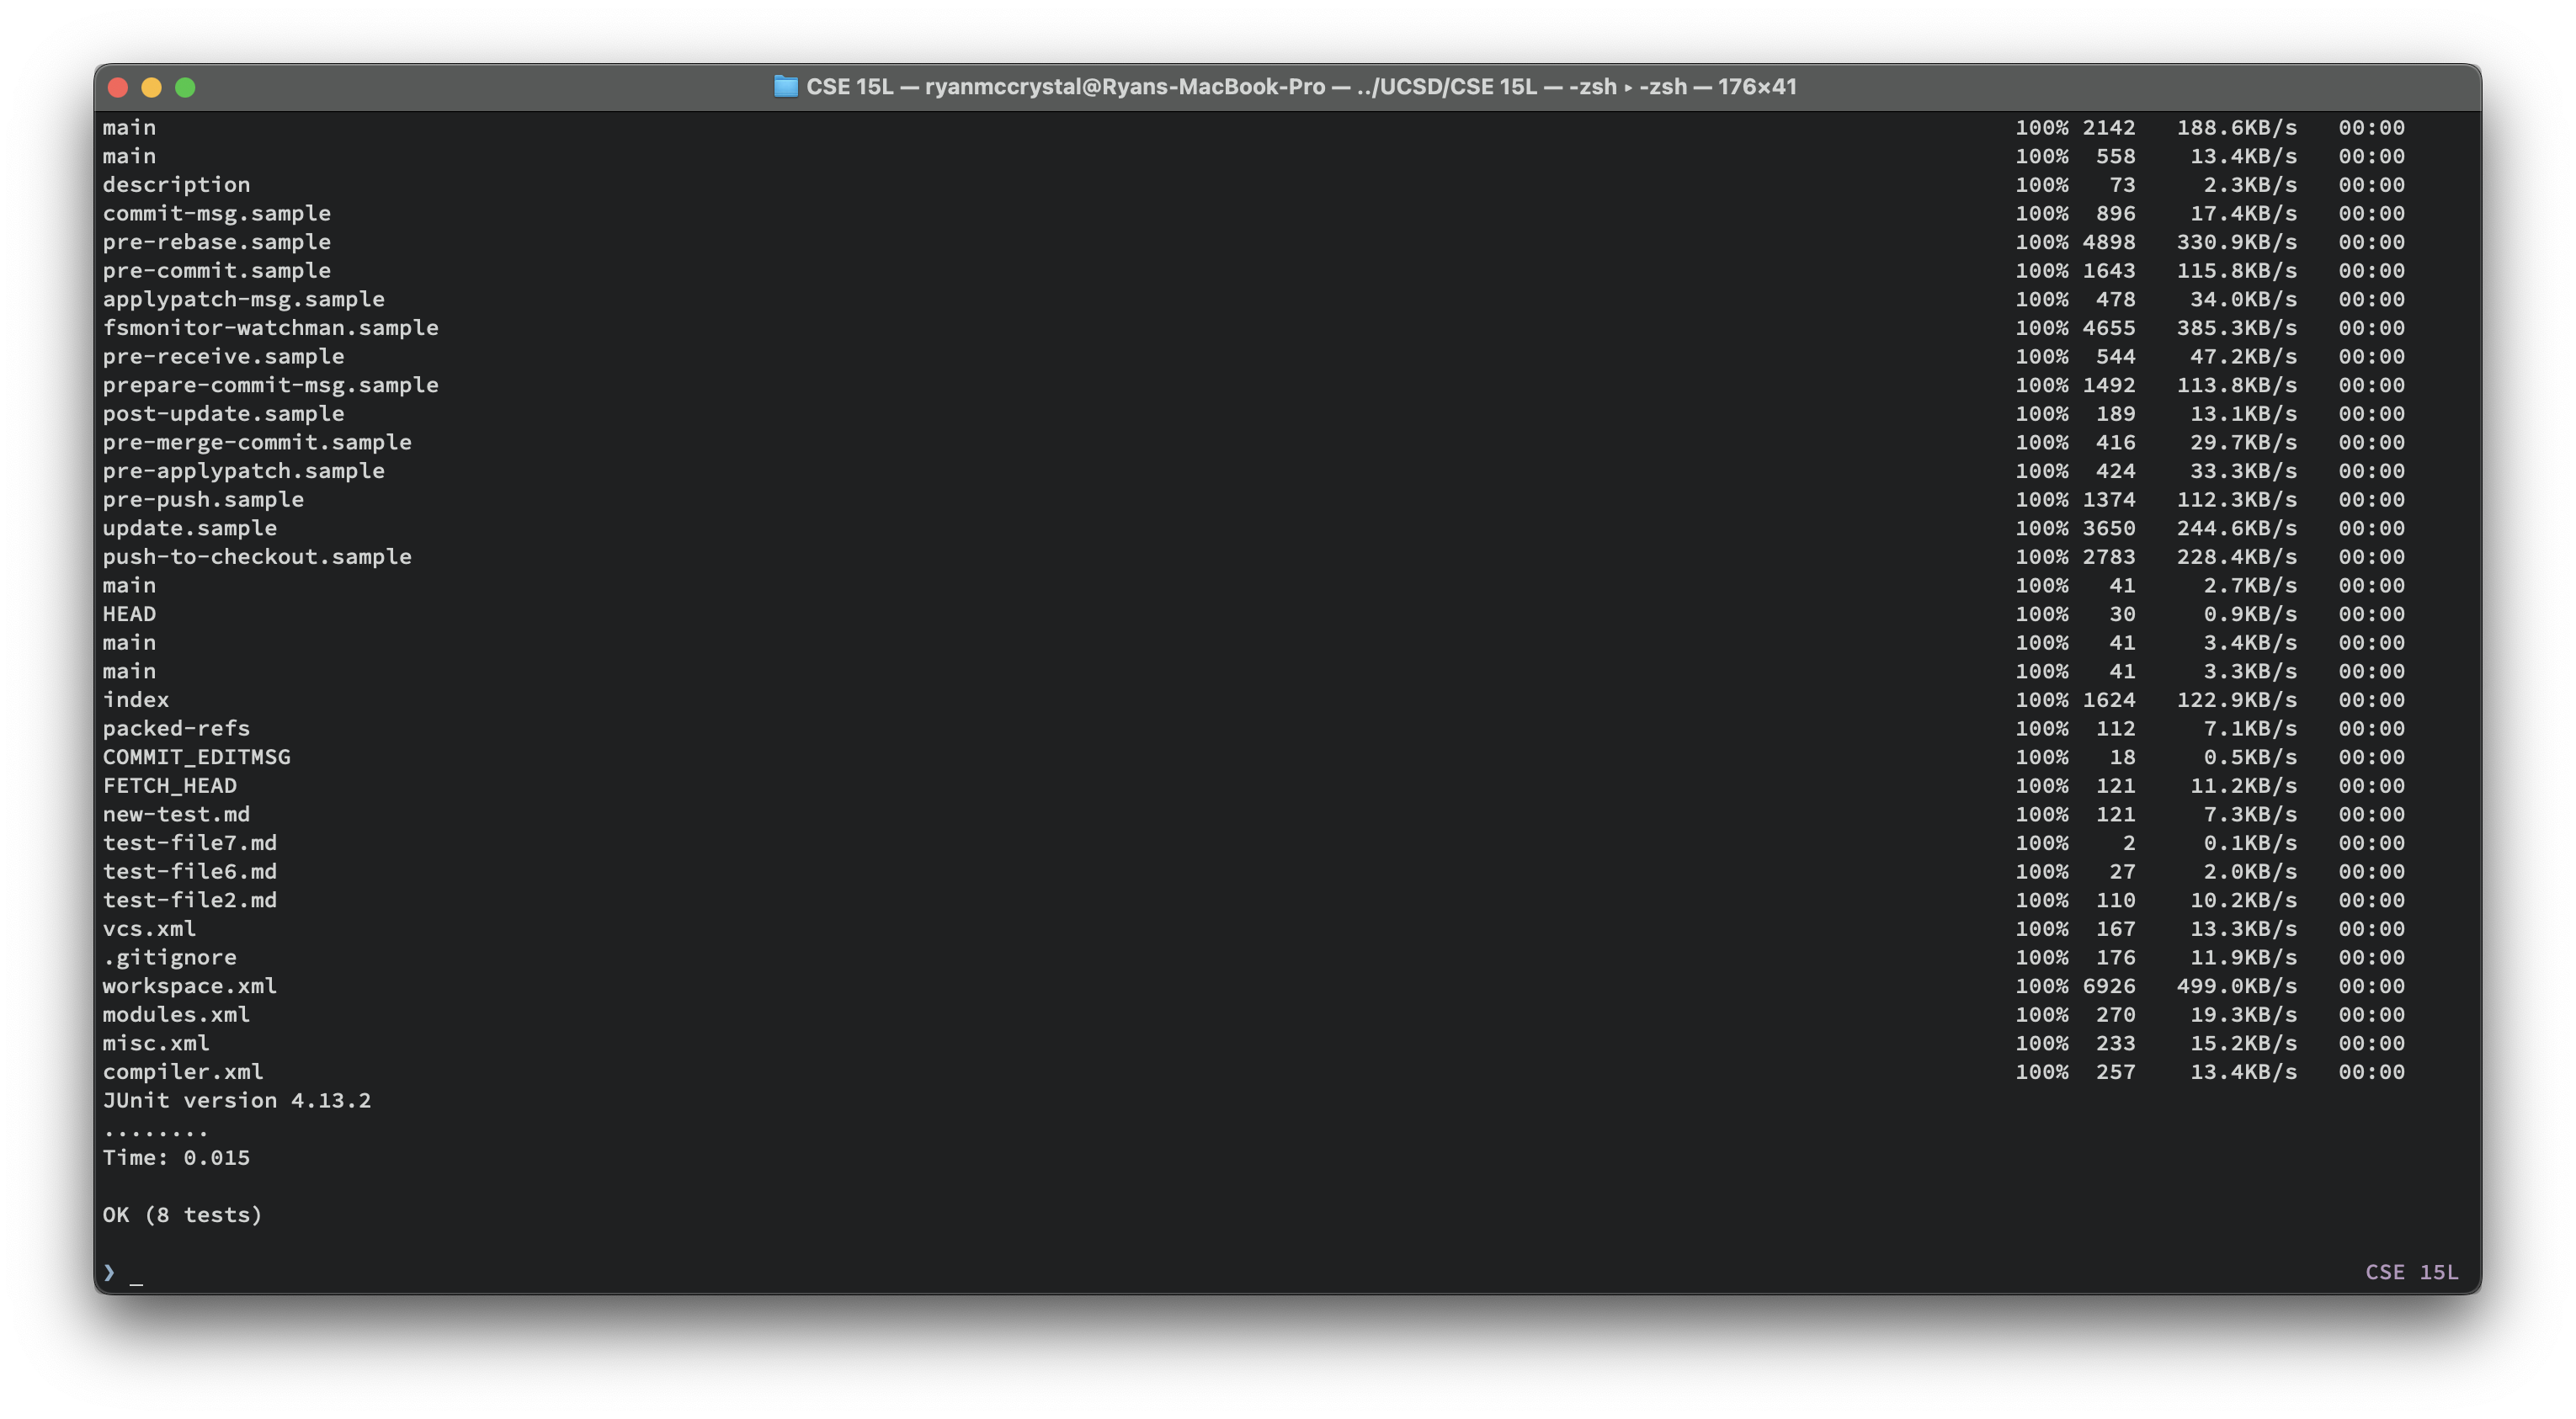 CSE 15L — ryanmccrystal@Ryans-MacBook-Pro — ../UCSD/CSE 15L — -zsh ▸ -zsh — 176×41
main 100% 2142 188.6KB/s 00:00
main 100% 558 13.4KB/s 00:00
description 100% 73 2.3KB/s 00:00
commit-msg.sample 100% 896 17.4KB/s 00:00
pre-rebase.sample 100% 4898 330.9KB/s 00:00
pre-commit.sample 100% 1643 115.8KB/s 00:00
applypatch-msg.sample 100% 478 34.0KB/s 00:00
fsmonitor-watchman.sample 100% 4655 385.3KB/s 00:00
pre-receive.sample 100% 544 47.2KB/s 00:00
prepare-commit-msg.sample 100% 1492 113.8KB/s 00:00
post-update.sample 100% 189 13.1KB/s 00:00
pre-merge-commit.sample 100% 416 29.7KB/s 00:00
pre-applypatch.sample 100% 424 33.3KB/s 00:00
pre-push.sample 100% 1374 112.3KB/s 00:00
update.sample 100% 3650 244.6KB/s 00:00
push-to-checkout.sample 100% 2783 228.4KB/s 00:00
main 100% 41 2.7KB/s 00:00
HEAD 100% 30 0.9KB/s 00:00
main 100% 41 3.4KB/s 00:00
main 100% 41 3.3KB/s 00:00
index 100% 1624 122.9KB/s 00:00
packed-refs 100% 112 7.1KB/s 00:00
COMMIT_EDITMSG 100% 18 0.5KB/s 00:00
FETCH_HEAD 100% 121 11.2KB/s 00:00
new-test.md 100% 121 7.3KB/s 00:00
test-file7.md 100% 2 0.1KB/s 00:00
test-file6.md 100% 27 2.0KB/s 00:00
test-file2.md 100% 110 10.2KB/s 00:00
vcs.xml 100% 167 13.3KB/s 00:00
.gitignore 100% 176 11.9KB/s 00:00
workspace.xml 100% 6926 499.0KB/s 00:00
modules.xml 100% 270 19.3KB/s 00:00
misc.xml 100% 233 15.2KB/s 00:00
compiler.xml 100% 257 13.4KB/s 00:00
JUnit version 4.13.2
........
Time: 0.015
OK (8 tests)
❯ _ CSE 15L